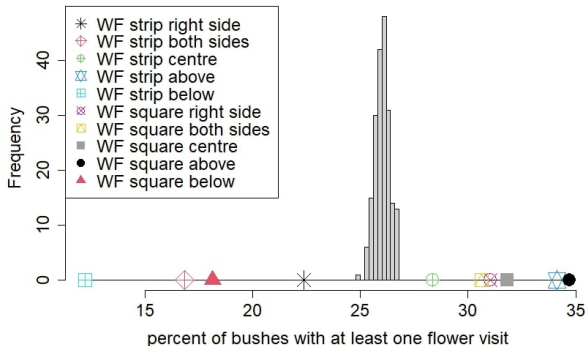 WF strip right side
WF strip both sides
WF strip centre
WF strip above
WF strip below
WF square right side
WF square both sides
WF square centre
WF square above
WF square below
Frequency
40
30
20
10
0
15 20 25 30 35
percent of bushes with at least one flower visit